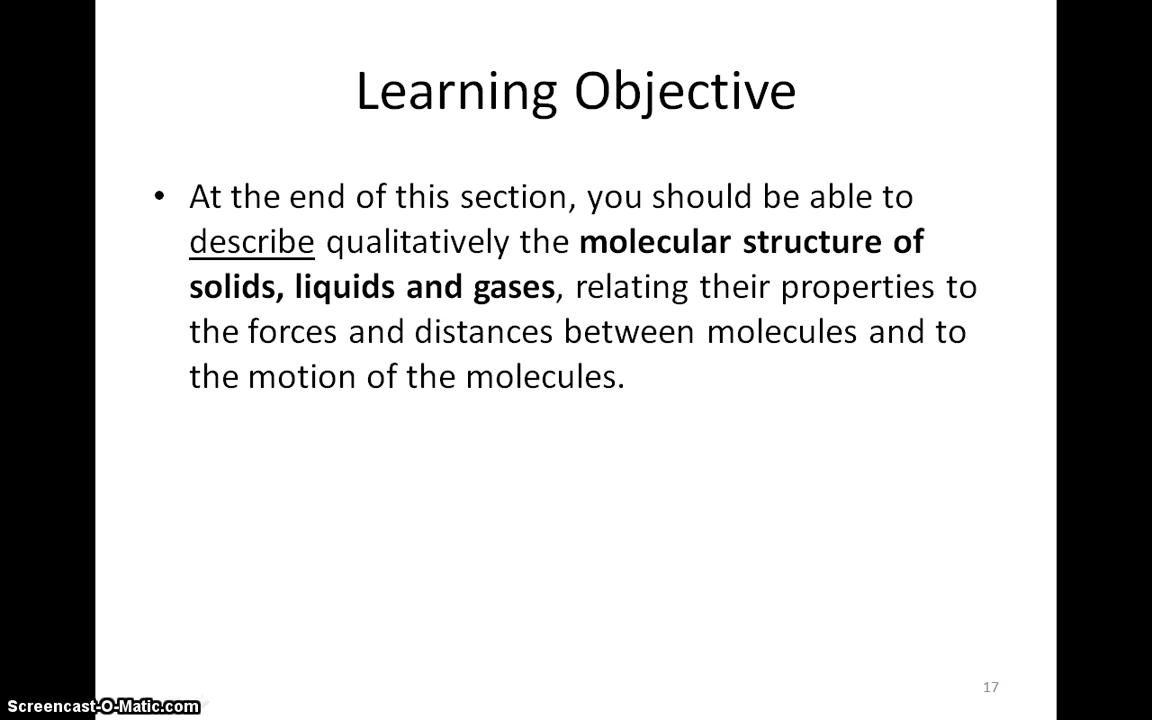 Learning Objective
• At the end of this section, you should be able to
describe qualitatively the molecular structure of
solids, liquids and gases, relating their properties to
the forces and distances between molecules and to
the motion of the molecules.
17
Screencast-O-Matic.com